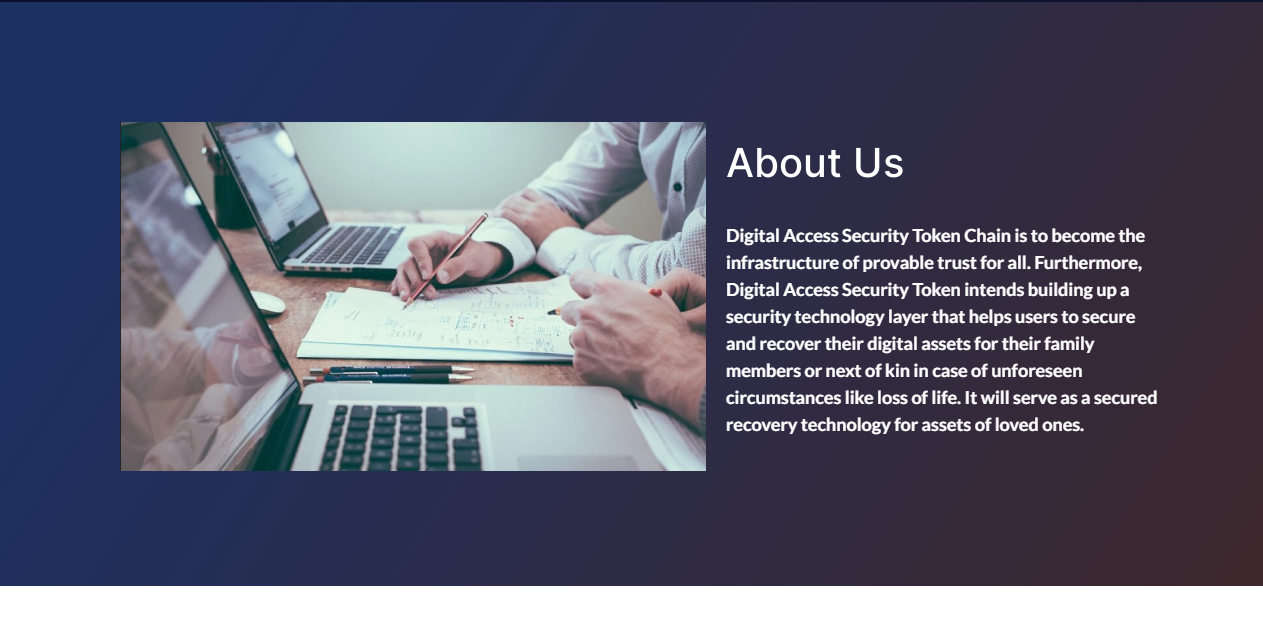 About Us
Digital Access Security Token Chain is to become the
infrastructure of provable trust for all. Furthermore,
Digital Access Security Token intends building up a
security technology layer that helps users to secure
and recover their digital assets for their family
members or next of kin in case of unforeseen
circumstances like loss of life. It will serve as a secured
recovery technology for assets of loved ones.